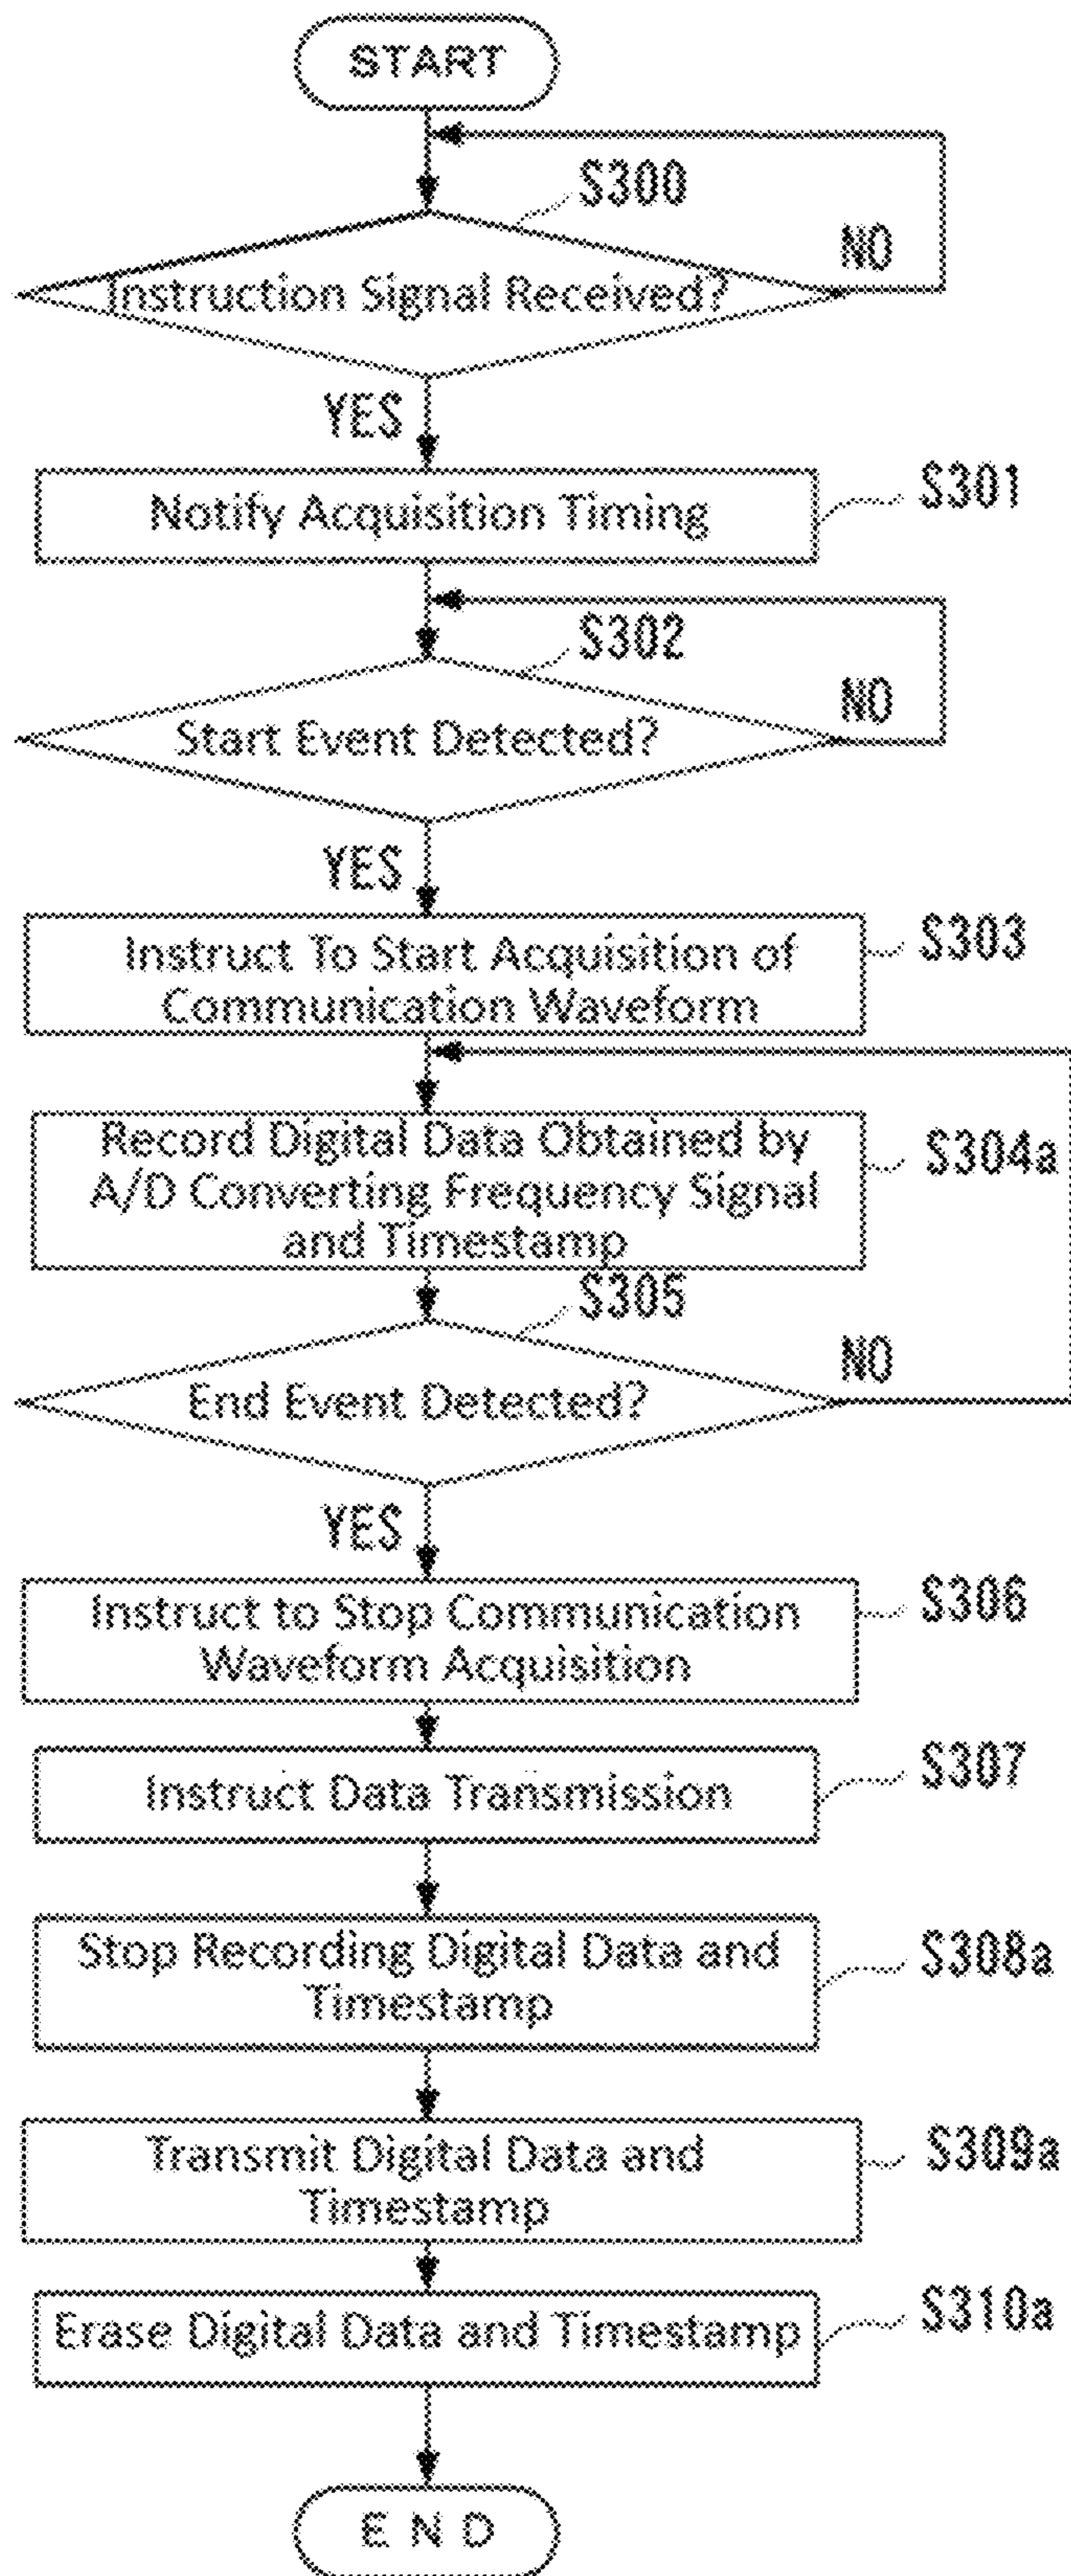 START
S300
NO
Instruction Signal Received?
YES
Notify Acquisition Timing
S301
S302
NO
Start Event Detected?
YES
Instruct To Start Acquisition of
Communication Waveform
S303
Record Digital Data Obtained by
A/D Converting Frequency Signal
and Timestamp
S304a
S305
NO
End Event Detected?
YES
Instruct to Stop Communication
Waveform Acquisition
S306
Instruct Data Transmission
S307
Stop Recording Digital Data and
Timestamp
S308a
Transmit Digital Data and
Timestamp
S309a
Erase Digital Data and Timestamp
S310a
END